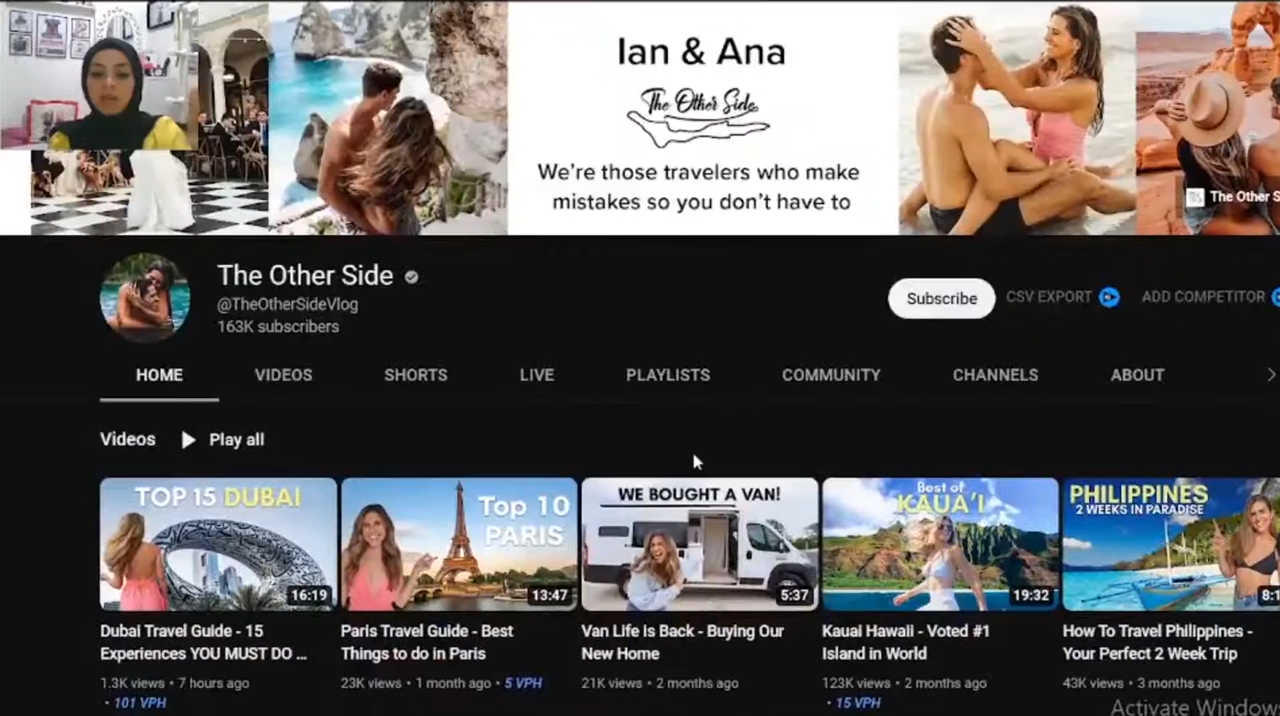 Ian & Ana
The Other Side
We're those travelers who make
mistakes so you don't have to
The Other S
The Other Side
@TheOtherSideVlog
163K subscribers
Subscribe
CSV EXPORT
ADD COMPETITOR
HOME
VIDEOS
SHORTS
LIVE
PLAYLISTS
COMMUNITY
CHANNELS
ABOUT
Videos
Play all
TOP 15 DUBAI
16:19
Top 10
PARIS
13:47
WE BOUGHT A VAN!
5:37
Best of
KAUA'I
19:32
PHILIPPINES
2 WEEKS IN PARADISE
8:1
Dubai Travel Guide - 15
Experiences YOU MUST DO ...
1.3K views • 7 hours ago
• 101 VPH
Paris Travel Guide - Best
Things to do in Paris
23K views • 1 month ago • 5 VPH
Van Life Is Back - Buying Our
New Home
21K views • 2 months ago
Kauai Hawaii - Voted #1
Island in World
123K views • 2 months ago
• 15 VPH
How To Travel Philippines -
Your Perfect 2 Week Trip
43K views • 3 months ago
Activate Windows